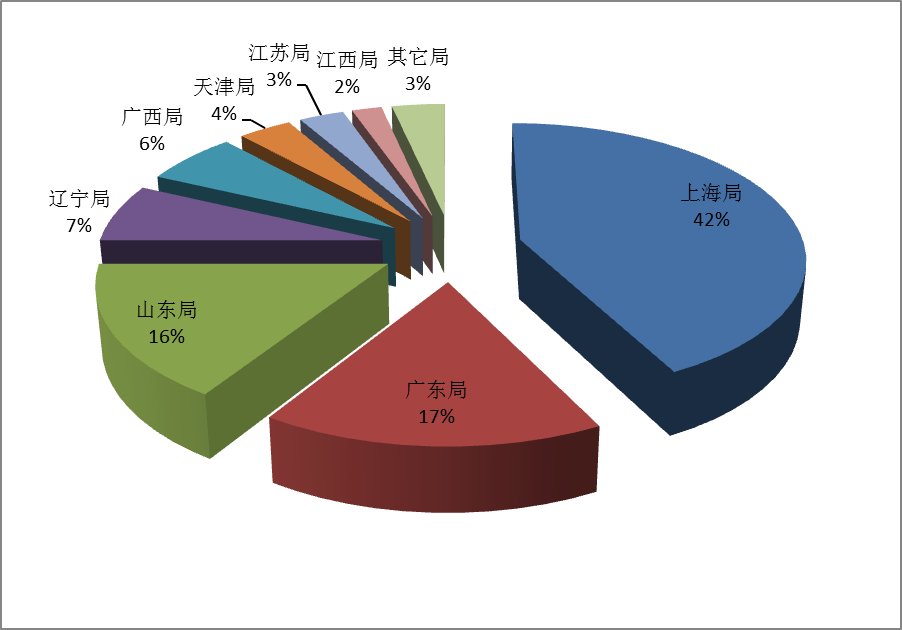 江苏局
3%
江西局
2%
其它局
3%
天津局
4%
广西局
6%
辽宁局
7%
上海局
42%
山东局
16%
广东局
17%